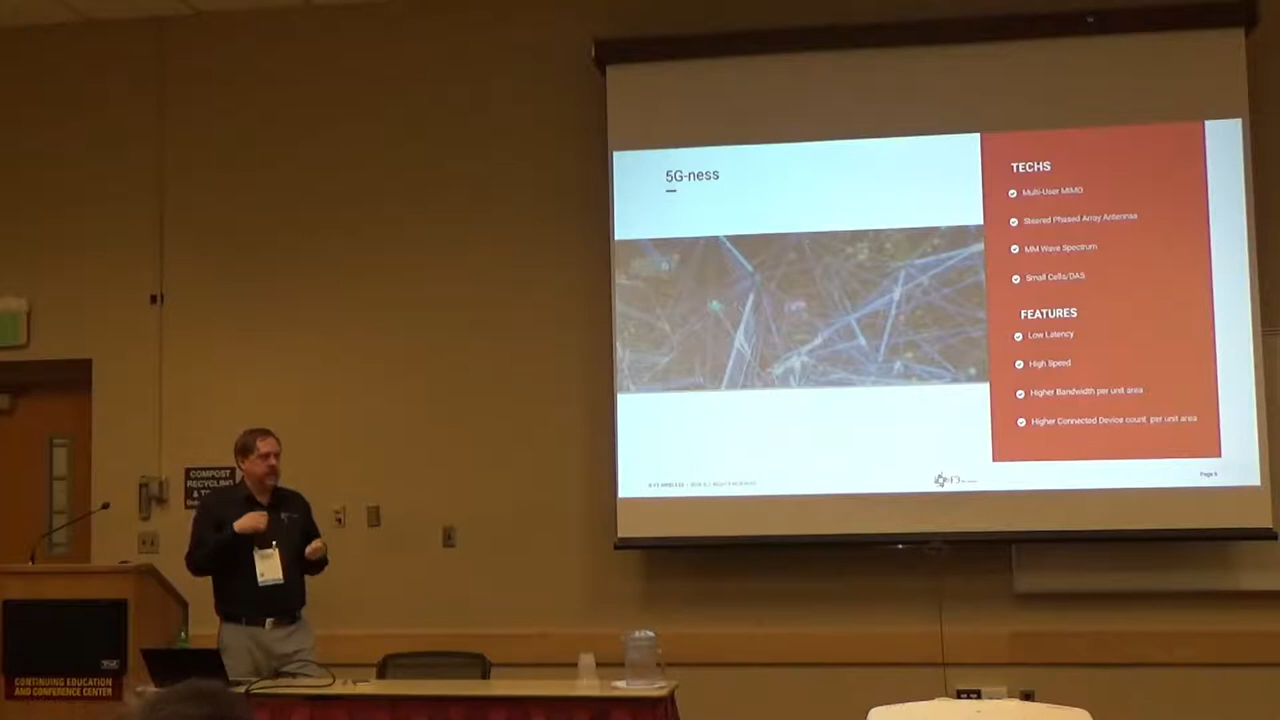 5G-ness
TECHS
Multi-User MIMO
Steered Phased Array Antennas
MM Wave Spectrum
Small Cells/DAS
FEATURES
Low Latency
High Speed
Higher Bandwidth per unit area
Higher Connected Device count per unit area
Page 6
COMPOST
RECYCLING
CONTINUING EDUCATION
AND CONFERENCE CENTER